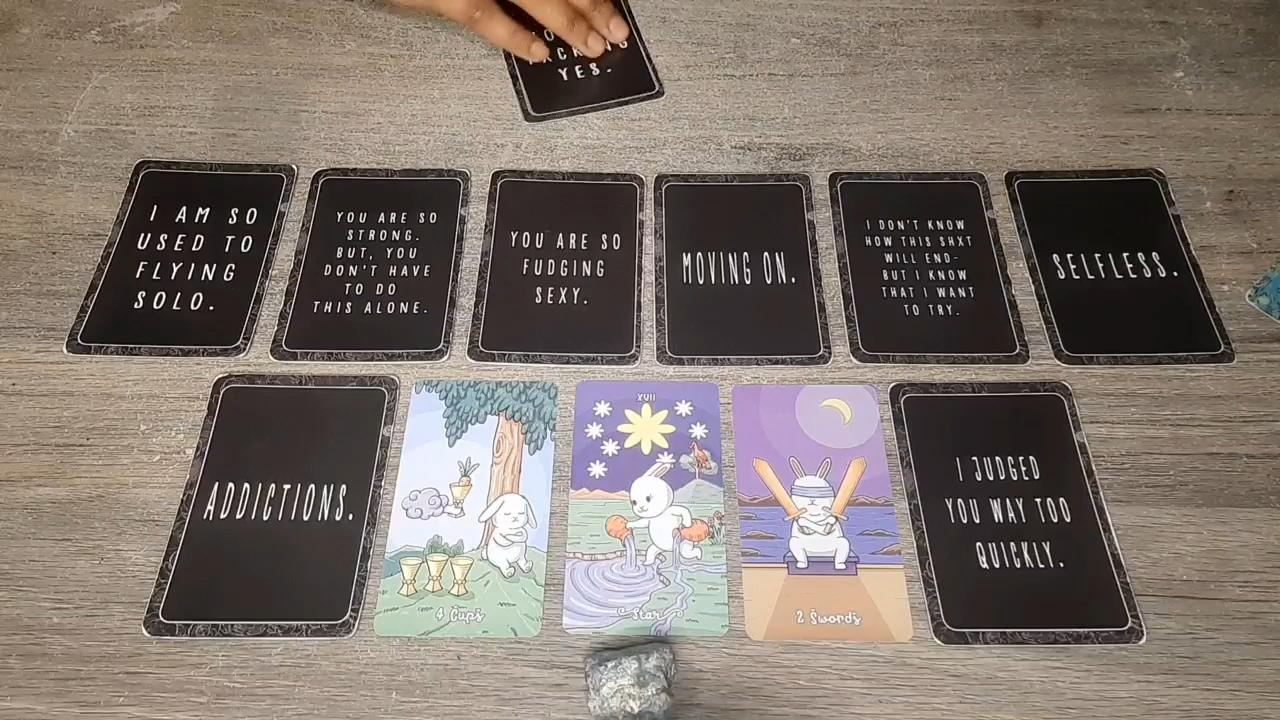 YES.
I AM SO
USED TO
FLYING
SOLO.
YOU ARE SO
STRONG.
BUT, YOU
DON'T HAVE
TO DO
THIS ALONE.
YOU ARE SO
FUDGING
SEXY.
MOVING ON.
I DON'T KNOW
HOW THIS SHXT
WILL END-
BUT I KNOW
THAT I WANT
TO TRY.
SELFLESS.
ADDICTIONS.
4 Cups
XVII
Star
2 Swords
I JUDGED
YOU WAY TOO
QUICKLY.